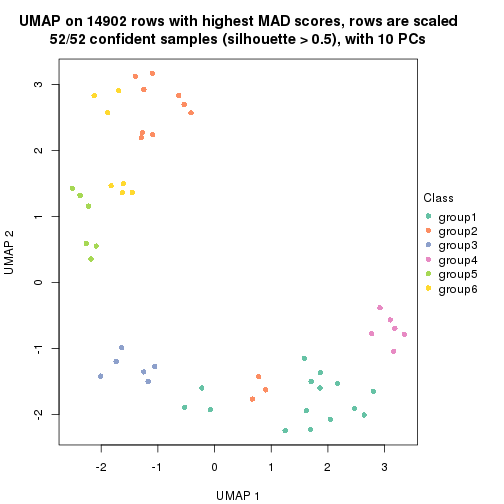 UMAP on 14902 rows with highest MAD scores, rows are scaled
52/52 confident samples (silhouette > 0.5), with 10 PCs
3
2
1
0
-1
-2
UMAP 2
-2
-1
0
1
2
3
UMAP 1
Class
group1
group2
group3
group4
group5
group6